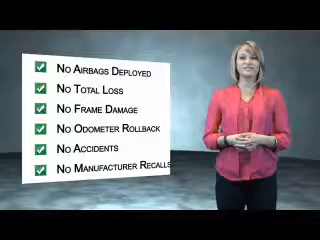 No Airbags Deployed
No Total Loss
No Frame Damage
No Odometer Rollback
No Accidents
No Manufacturer Recalls